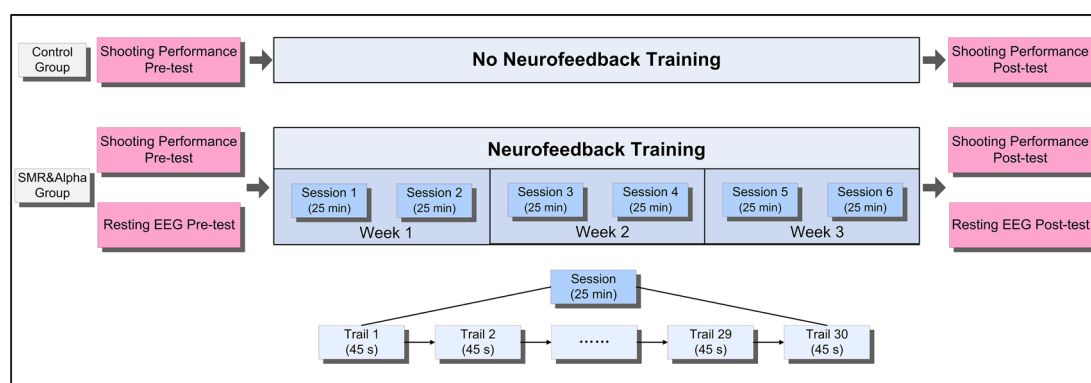 Control
Group
Shooting Performance
Pre-test
No Neurofeedback Training
Shooting Performance
Post-test
SMR&Alpha
Group
Shooting Performance
Pre-test
Resting EEG Pre-test
Neurofeedback Training
Session 1
(25 min)
Session 2
(25 min)
Week 1
Session 3
(25 min)
Session 4
(25 min)
Week 2
Session 5
(25 min)
Session 6
(25 min)
Week 3
Shooting Performance
Post-test
Resting EEG Post-test
Session
(25 min)
Trail 1
(45 s)
Trail 2
(45 s)
……
Trail 29
(45 s)
Trail 30
(45 s)